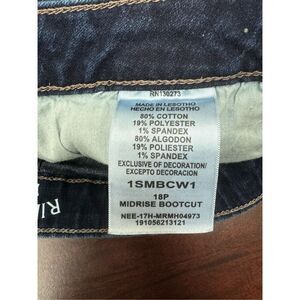 RN130273
MADE IN LESOTHO
HECHO EN LESOTHO
80% COTTON
19% POLYESTER
1% SPANDEX
80% ALGODON
19% POLIESTER
1% SPANDEX
EXCLUSIVE OF DECORATION/
EXCEPTO DECORACION
1SMBCW1
18P
MIDRISE BOOTCUT
NEE-17H-MRMH04973
191056213121